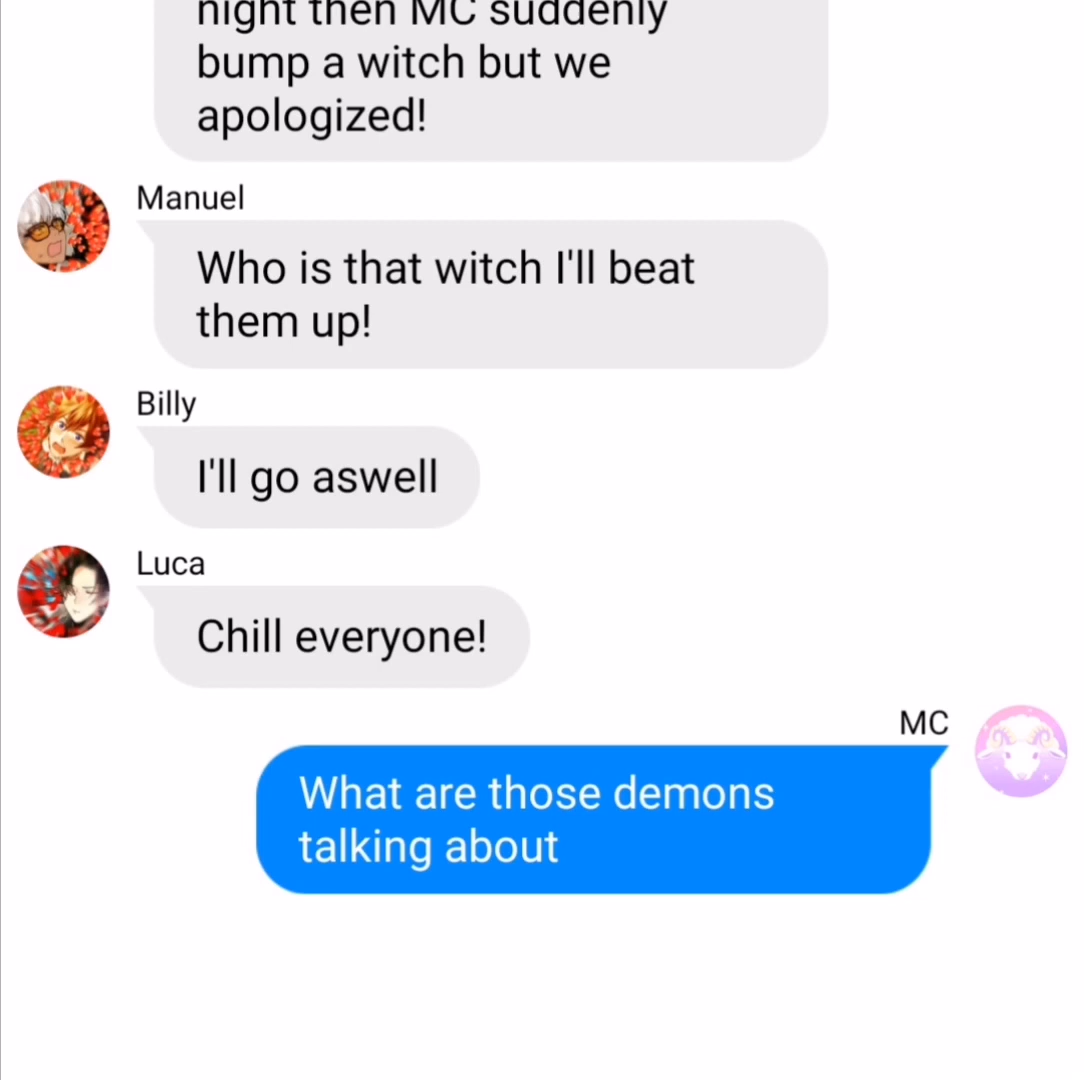 night then MC suddenly
bump a witch but we
apologized!
Manuel
Who is that witch I'll beat
them up!
Billy
I'll go aswell
Luca
Chill everyone!
MC
What are those demons
talking about